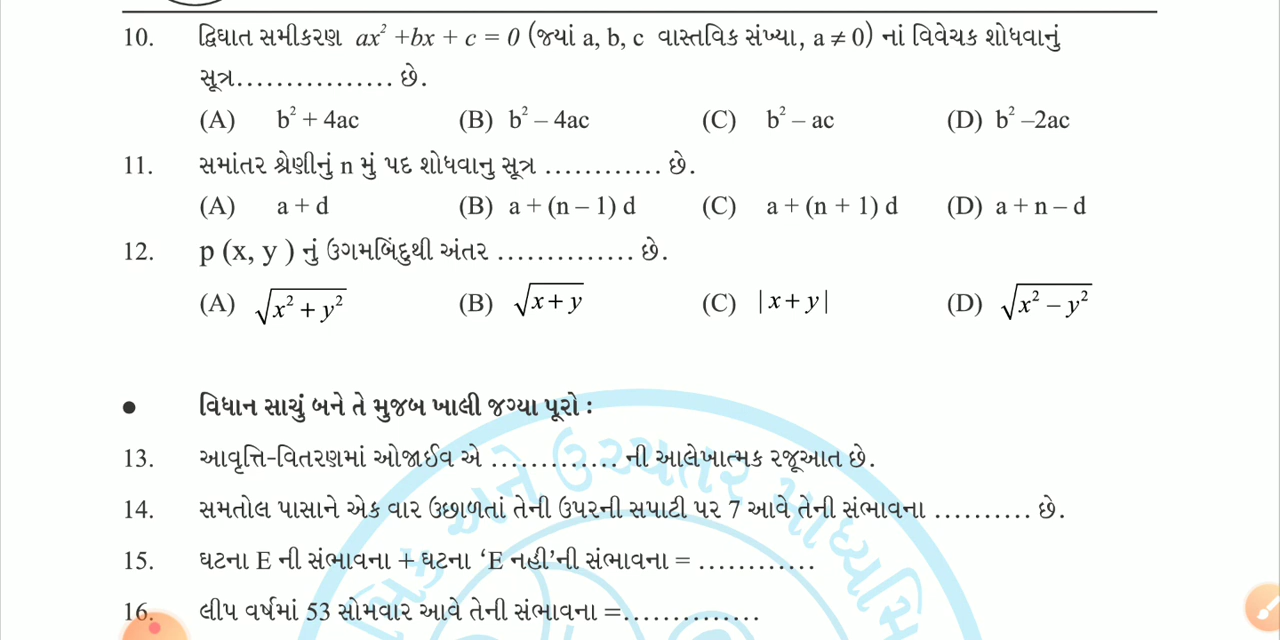 10. દ્વિઘાત સમીકરણ ax² +bx + c = 0 (જ્યાં a, b, c વાસ્તવિક સંખ્યા, a ≠ 0) નાં વિવેચક શોધવાનું
સૂત્ર................ છે.
(A) b² + 4ac (B) b² – 4ac (C) b² – ac (D) b² –2ac
11. સમાંતર શ્રેણીનું n મું પદ શોધવાનુ સૂત્ર ............ છે.
(A) a + d (B) a + (n – 1) d (C) a + (n + 1) d (D) a + n – d
12. p (x, y ) નું ઉગમબિંદુથી અંતર .............. છે.
(A) √(x² + y²) (B) √(x + y) (C) |x + y| (D) √(x² – y²)
● વિધાન સાચું બને તે મુજબ ખાલી જગ્યા પૂરો :
13. આવૃત્તિ-વિતરણમાં ઓજાઈવ એ ............. ની આલેખાત્મક રજૂઆત છે.
14. સમતોલ પાસાને એક વાર ઉછાળતાં તેની ઉપરની સપાટી પર 7 આવે તેની સંભાવના .......... છે.
15. ઘટના E ની સંભાવના + ઘટના ‘E નહી’ની સંભાવના = ............
16. લીપ વર્ષમાં 53 સોમવાર આવે તેની સંભાવના =..............